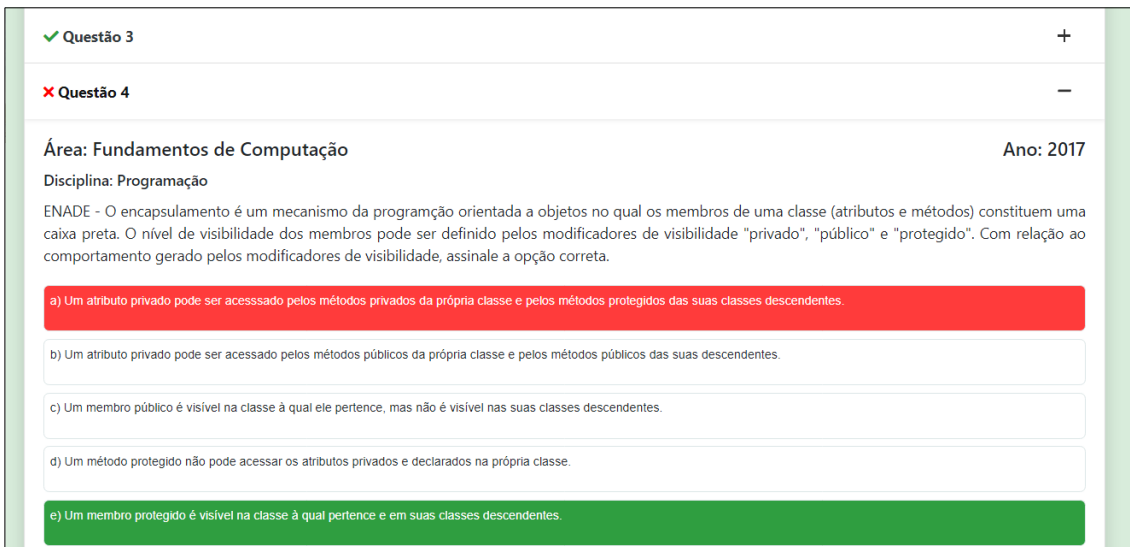 Questão 3
Questão 4
Área: Fundamentos de Computação
Ano: 2017
Disciplina: Programação
ENADE - O encapsulamento é um mecanismo da programção orientada a objetos no qual os membros de uma classe (atributos e métodos) constituem uma
caixa preta. O nível de visibilidade dos membros pode ser definido pelos modificadores de visibilidade "privado", "público" e "protegido". Com relação ao
comportamento gerado pelos modificadores de visibilidade, assinale a opção correta.
a) Um atributo privado pode ser acesssado pelos métodos privados da própria classe e pelos métodos protegidos das suas classes descendentes.
b) Um atributo privado pode ser acessado pelos métodos públicos da própria classe e pelos métodos públicos das suas descendentes.
c) Um membro público é visível na classe à qual ele pertence, mas não é visível nas suas classes descendentes.
d) Um método protegido não pode acessar os atributos privados e declarados na própria classe.
e) Um membro protegido é visível na classe à qual pertence e em suas classes descendentes.